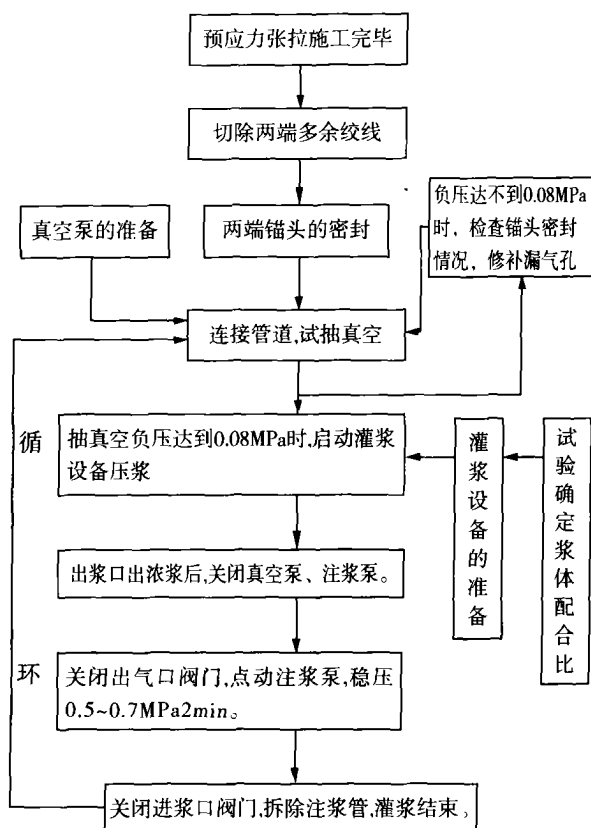 预应力张拉施工完毕
切除两端多余绞线
真空泵的准备
两端锚头的密封
负压达不到0.08MPa
时，检查锚头密封
情况，修补漏气孔
连接管道,试抽真空
循
环
抽真空负压达到0.08MPa时,启动灌浆
设备压浆
灌浆设备的准备
试验确定浆体配合比
出浆口出浓浆后,关闭真空泵、注浆泵。
关闭出气口阀门,点动注浆泵,稳压
0.5~0.7MPa2min。
关闭进浆口阀门,拆除注浆管,灌浆结束。